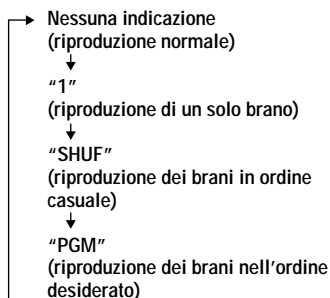 Nessuna indicazione
(riproduzione normale)
“1”
(riproduzione di un solo brano)
“SHUF”
(riproduzione dei brani in ordine
casuale)
“PGM”
(riproduzione dei brani nell’ordine
desiderato)